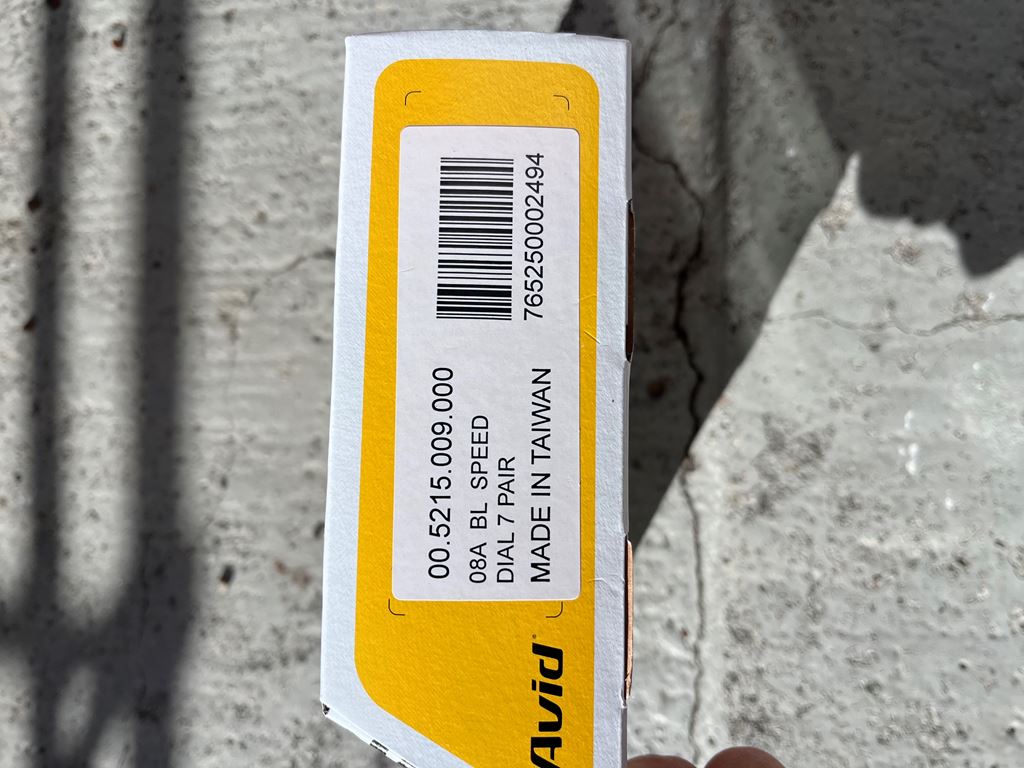 765250002494
00.5215.009.000
08A BL SPEED
DIAL 7 PAIR
MADE IN TAIWAN
Avid